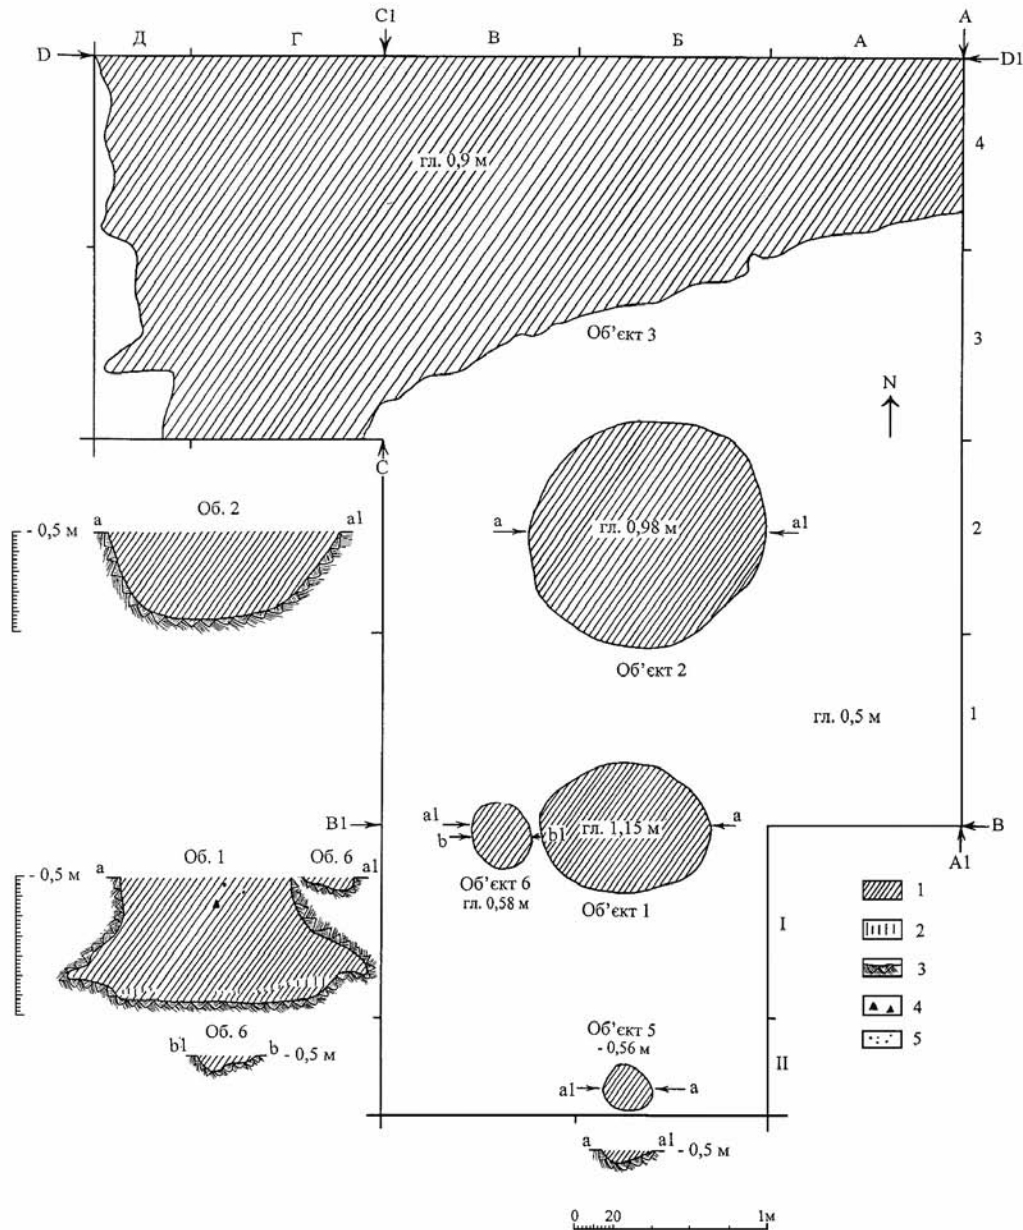 C1 A
Д Г В Б А
D D1
4
гл. 0,9 м
Об’єкт 3
3
N
C
Об. 2
a a1
- 0,5 м
a гл. 0,98 м a1
2
Об’єкт 2
гл. 0,5 м
1
B1 a1 гл. 1,15 м a B
b b1
A1
Об. 1 Об. 6
- 0,5 м a a1
Об’єкт 6
гл. 0,58 м
Об’єкт 1
1
I
2
3
4
5
Об. 6
b1 b - 0,5 м
Об’єкт 5
- 0,56 м
II
a1 a
a a1 - 0,5 м
0 20 1м